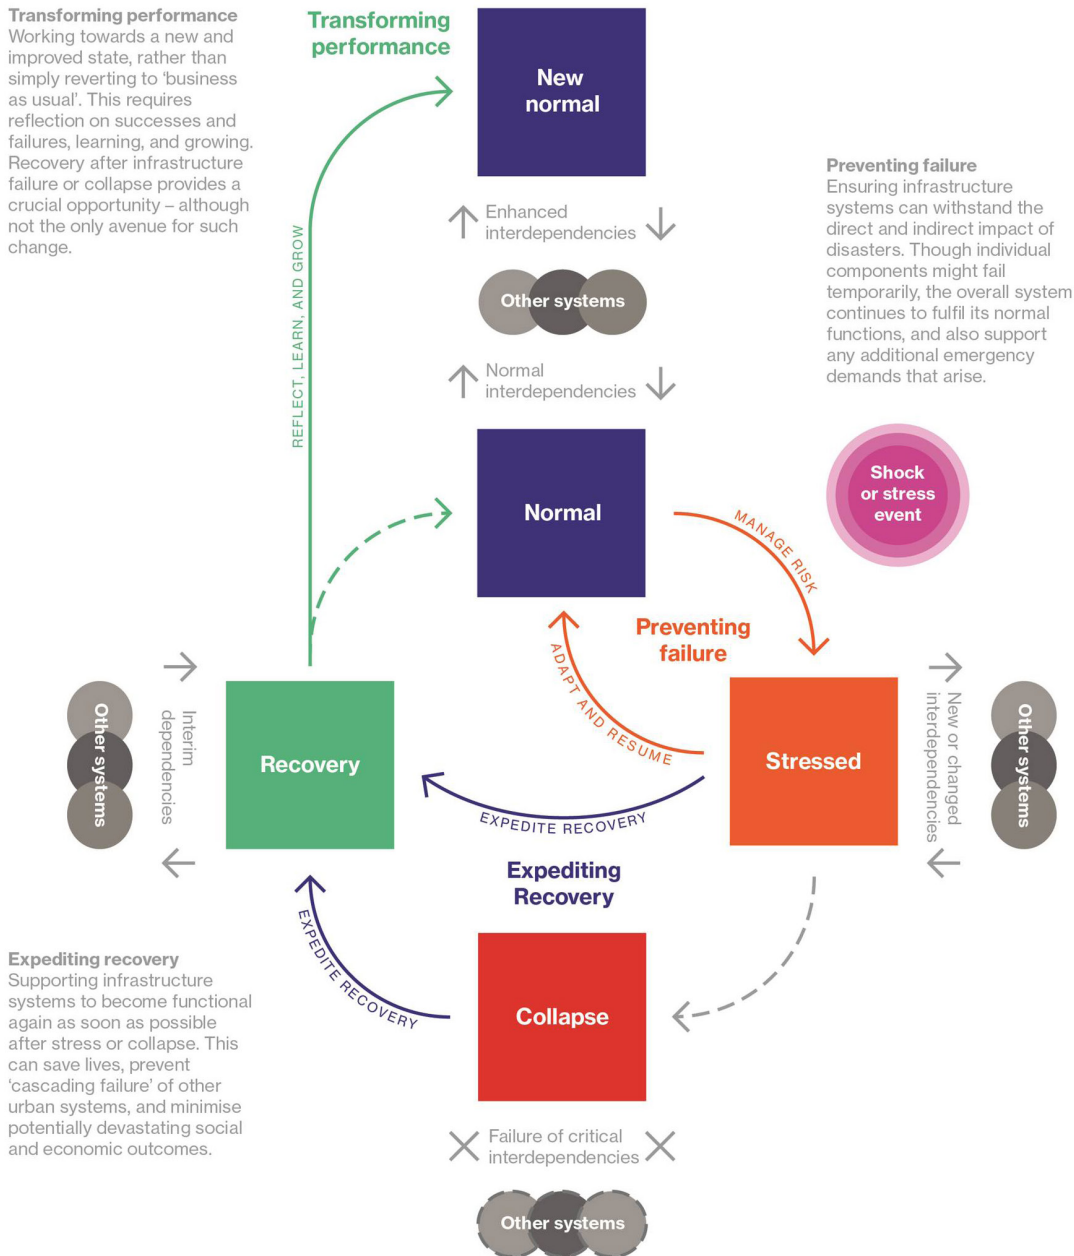 Transforming performance
Working towards a new and
improved state, rather than
simply reverting to ‘business
as usual’. This requires
reflection on successes and
failures, learning, and growing.
Recovery after infrastructure
failure or collapse provides a
crucial opportunity – although
not the only avenue for such
change.
Transforming
performance
New
normal
REFLECT, LEARN, AND GROW
Enhanced
interdependencies
Other systems
Normal
interdependencies
Preventing failure
Ensuring infrastructure
systems can withstand the
direct and indirect impact of
disasters. Though individual
components might fail
temporarily, the overall system
continues to fulfil its normal
functions, and also support
any additional emergency
demands that arise.
Shock
or stress
event
Normal
MANAGE RISK
Preventing
failure
ADAPT AND RESUME
Other systems
Interim
dependencies
Recovery
Stressed
New or changed
interdependencies
Other systems
EXPEDITE RECOVERY
Expediting
Recovery
EXPEDITE RECOVERY
Collapse
Expediting recovery
Supporting infrastructure
systems to become functional
again as soon as possible
after stress or collapse. This
can save lives, prevent
‘cascading failure’ of other
urban systems, and minimise
potentially devastating social
and economic outcomes.
Failure of critical
interdependencies
Other systems